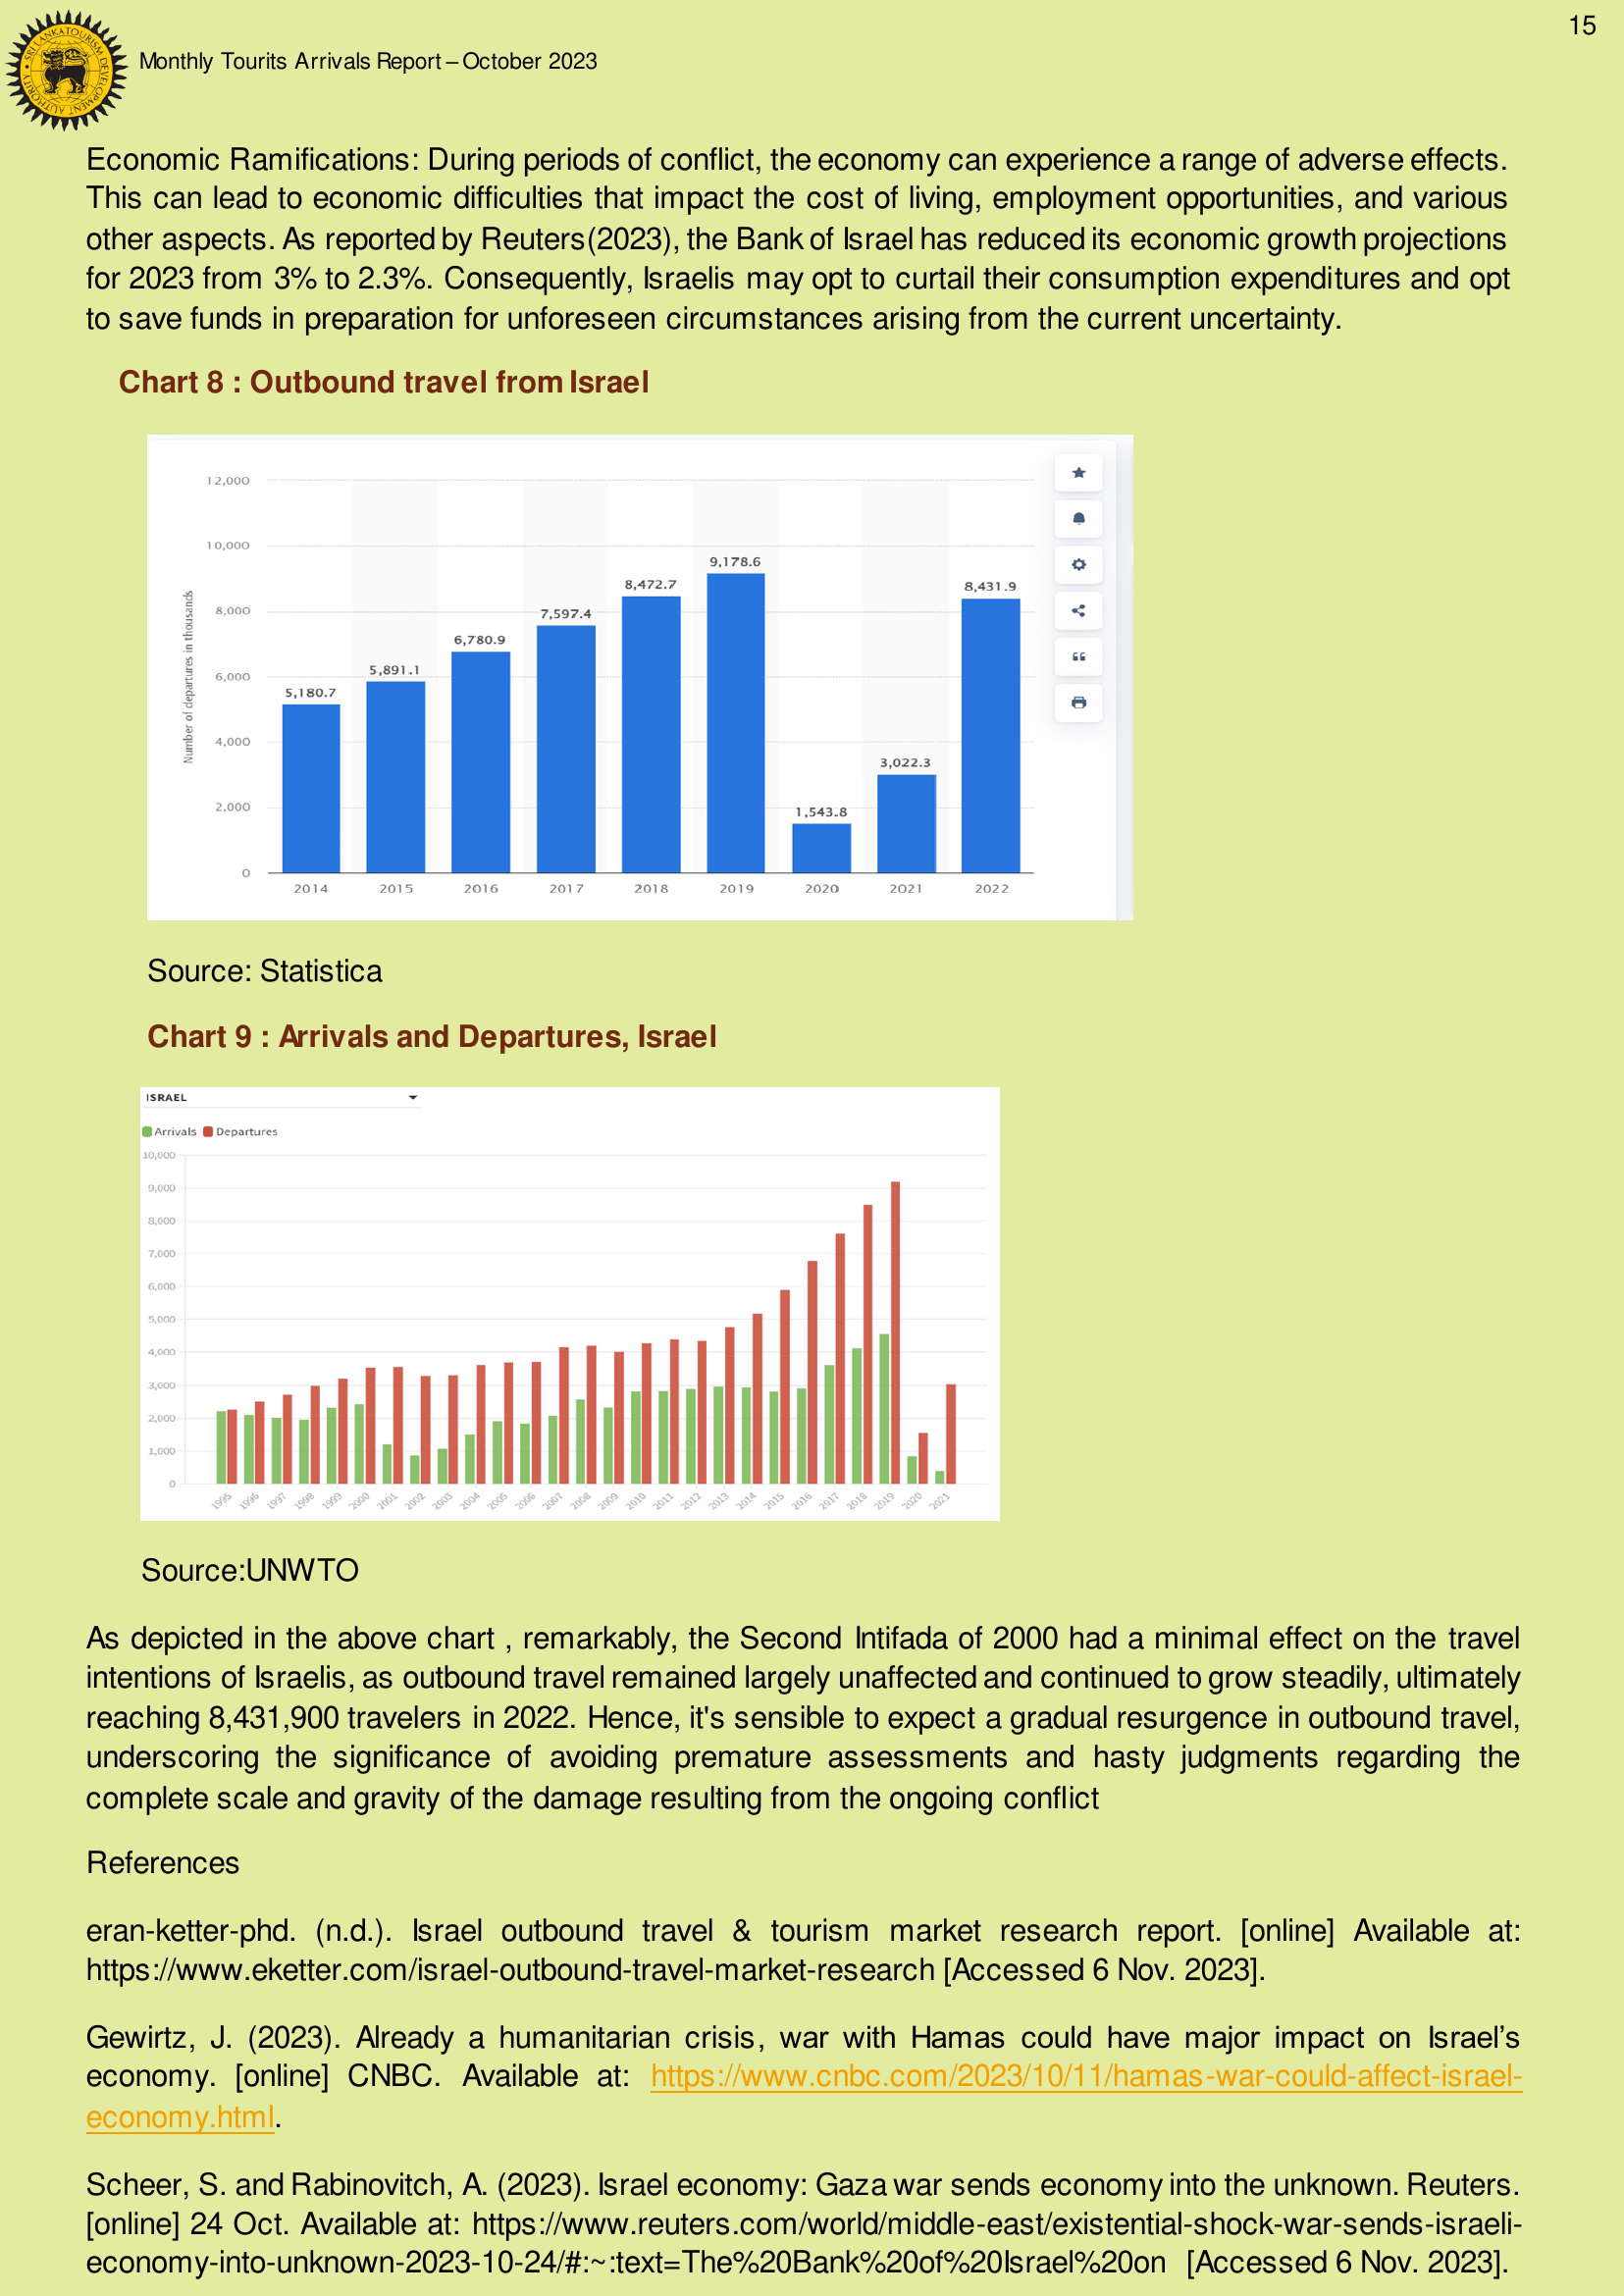 15
SRI LANKA TOURISM DEVELOPMENT AUTHORITY
Monthly Tourits Arrivals Report – October 2023
Economic Ramifications: During periods of conflict, the economy can experience a range of adverse effects.
This can lead to economic difficulties that impact the cost of living, employment opportunities, and various
other aspects. As reported by Reuters(2023), the Bank of Israel has reduced its economic growth projections
for 2023 from 3% to 2.3%. Consequently, Israelis may opt to curtail their consumption expenditures and opt
to save funds in preparation for unforeseen circumstances arising from the current uncertainty.
Chart 8 : Outbound travel from Israel
Number of departures in thousands
12,000
10,000
8,000
6,000
4,000
2,000
0
5,180.7
5,891.1
6,780.9
7,597.4
8,472.7
9,178.6
1,543.8
3,022.3
8,431.9
2014 2015 2016 2017 2018 2019 2020 2021 2022
Source: Statistica
Chart 9 : Arrivals and Departures, Israel
ISRAEL
Arrivals Departures
10,000
9,000
8,000
7,000
6,000
5,000
4,000
3,000
2,000
1,000
0
1995 1996 1997 1998 1999 2000 2001 2002 2003 2004 2005 2006 2007 2008 2009 2010 2011 2012 2013 2014 2015 2016 2017 2018 2019 2020 2021
Source:UNWTO
As depicted in the above chart , remarkably, the Second Intifada of 2000 had a minimal effect on the travel
intentions of Israelis, as outbound travel remained largely unaffected and continued to grow steadily, ultimately
reaching 8,431,900 travelers in 2022. Hence, it's sensible to expect a gradual resurgence in outbound travel,
underscoring the significance of avoiding premature assessments and hasty judgments regarding the
complete scale and gravity of the damage resulting from the ongoing conflict
References
eran-ketter-phd. (n.d.). Israel outbound travel & tourism market research report. [online] Available at:
https://www.eketter.com/israel-outbound-travel-market-research [Accessed 6 Nov. 2023].
Gewirtz, J. (2023). Already a humanitarian crisis, war with Hamas could have major impact on Israel’s
economy. [online] CNBC. Available at: https://www.cnbc.com/2023/10/11/hamas-war-could-affect-israel-
economy.html.
Scheer, S. and Rabinovitch, A. (2023). Israel economy: Gaza war sends economy into the unknown. Reuters.
[online] 24 Oct. Available at: https://www.reuters.com/world/middle-east/existential-shock-war-sends-israeli-
economy-into-unknown-2023-10-24/#:~:text=The%20Bank%20of%20Israel%20on [Accessed 6 Nov. 2023].